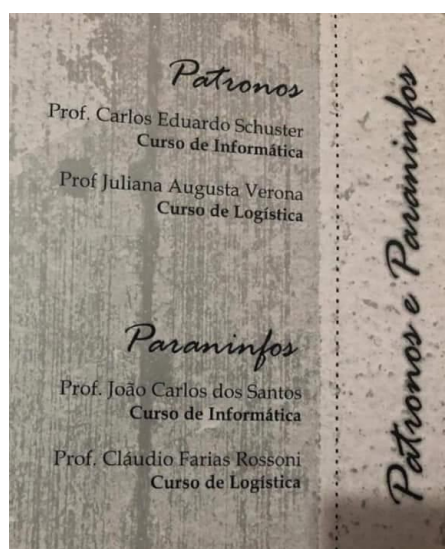 Patronos
Prof. Carlos Eduardo Schuster
Curso de Informática
Prof Juliana Augusta Verona
Curso de Logística
Paraninfos
Prof. João Carlos dos Santos
Curso de Informática
Prof. Cláudio Farias Rossoni
Curso de Logística
Patronos e Paraninfos